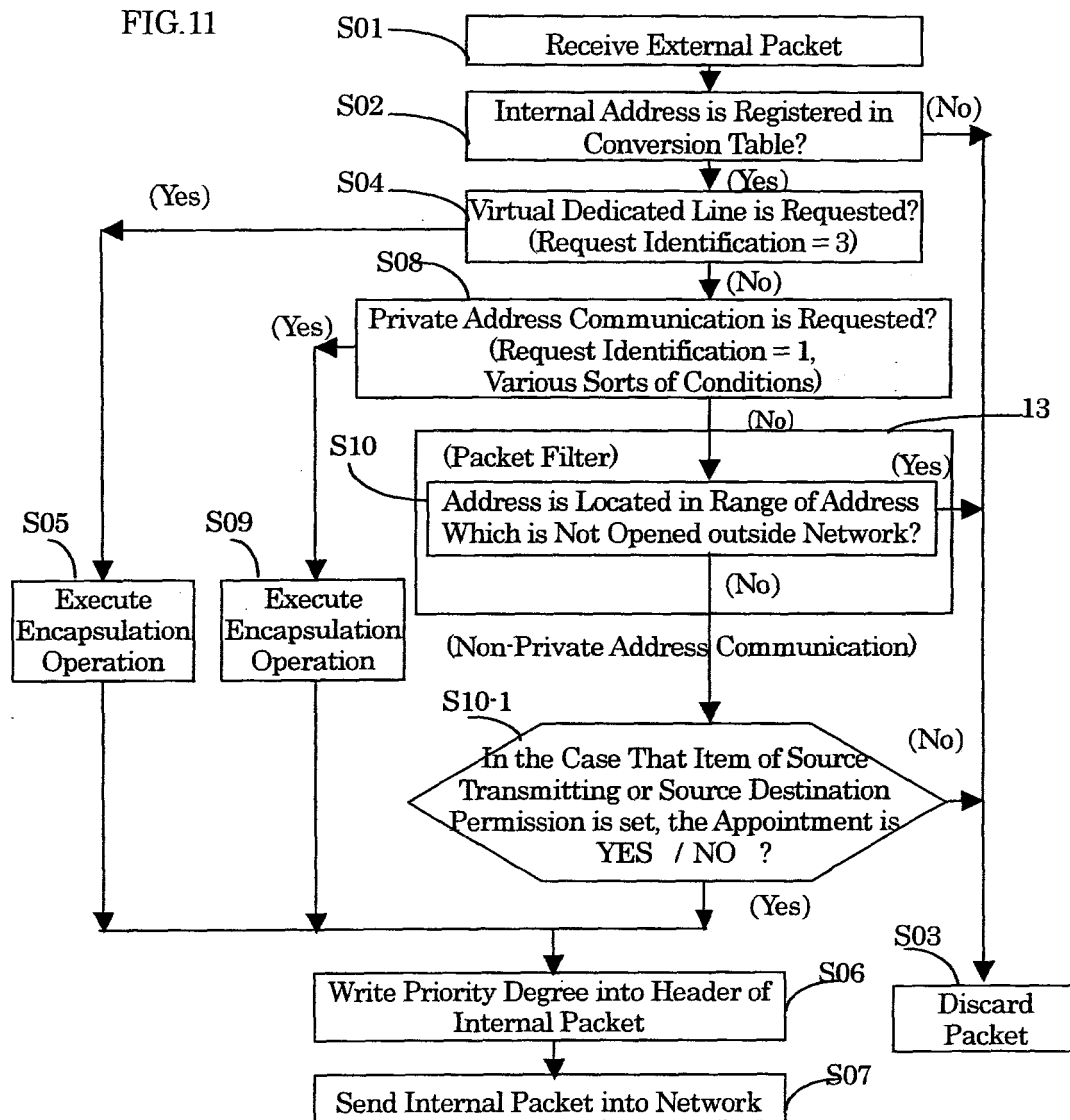 FIG.11
S01
Receive External Packet
S02
Internal Address is Registered in
Conversion Table?
(No)
(Yes)
S04
(Yes)
Virtual Dedicated Line is Requested?
(Request Identification = 3)
(No)
S08
(Yes)
Private Address Communication is Requested?
(Request Identification = 1,
Various Sorts of Conditions)
(No)
13
S10
(Packet Filter)
(Yes)
Address is Located in Range of Address
Which is Not Opened outside Network?
(No)
S05
Execute
Encapsulation
Operation
S09
Execute
Encapsulation
Operation
(Non-Private Address Communication)
S10-1
(No)
In the Case That Item of Source
Transmitting or Source Destination
Permission is set, the Appointment is
YES / NO ?
(Yes)
S03
Discard
Packet
S06
Write Priority Degree into Header of
Internal Packet
S07
Send Internal Packet into Network